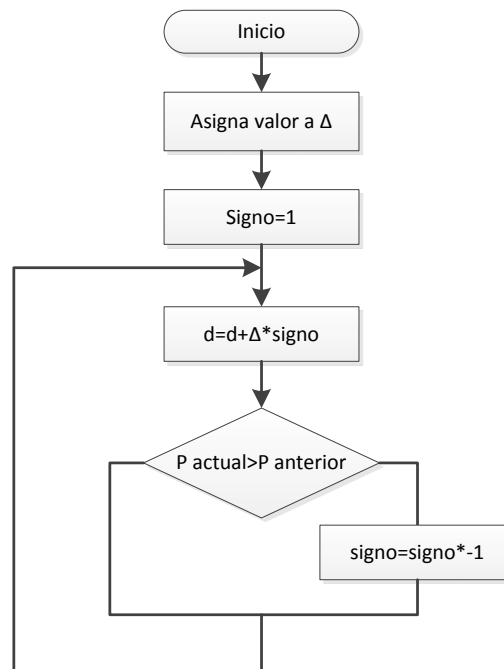 Inicio
Asigna valor a Δ
Signo=1
d=d+Δ*signo
P actual>P anterior
signo=signo*-1